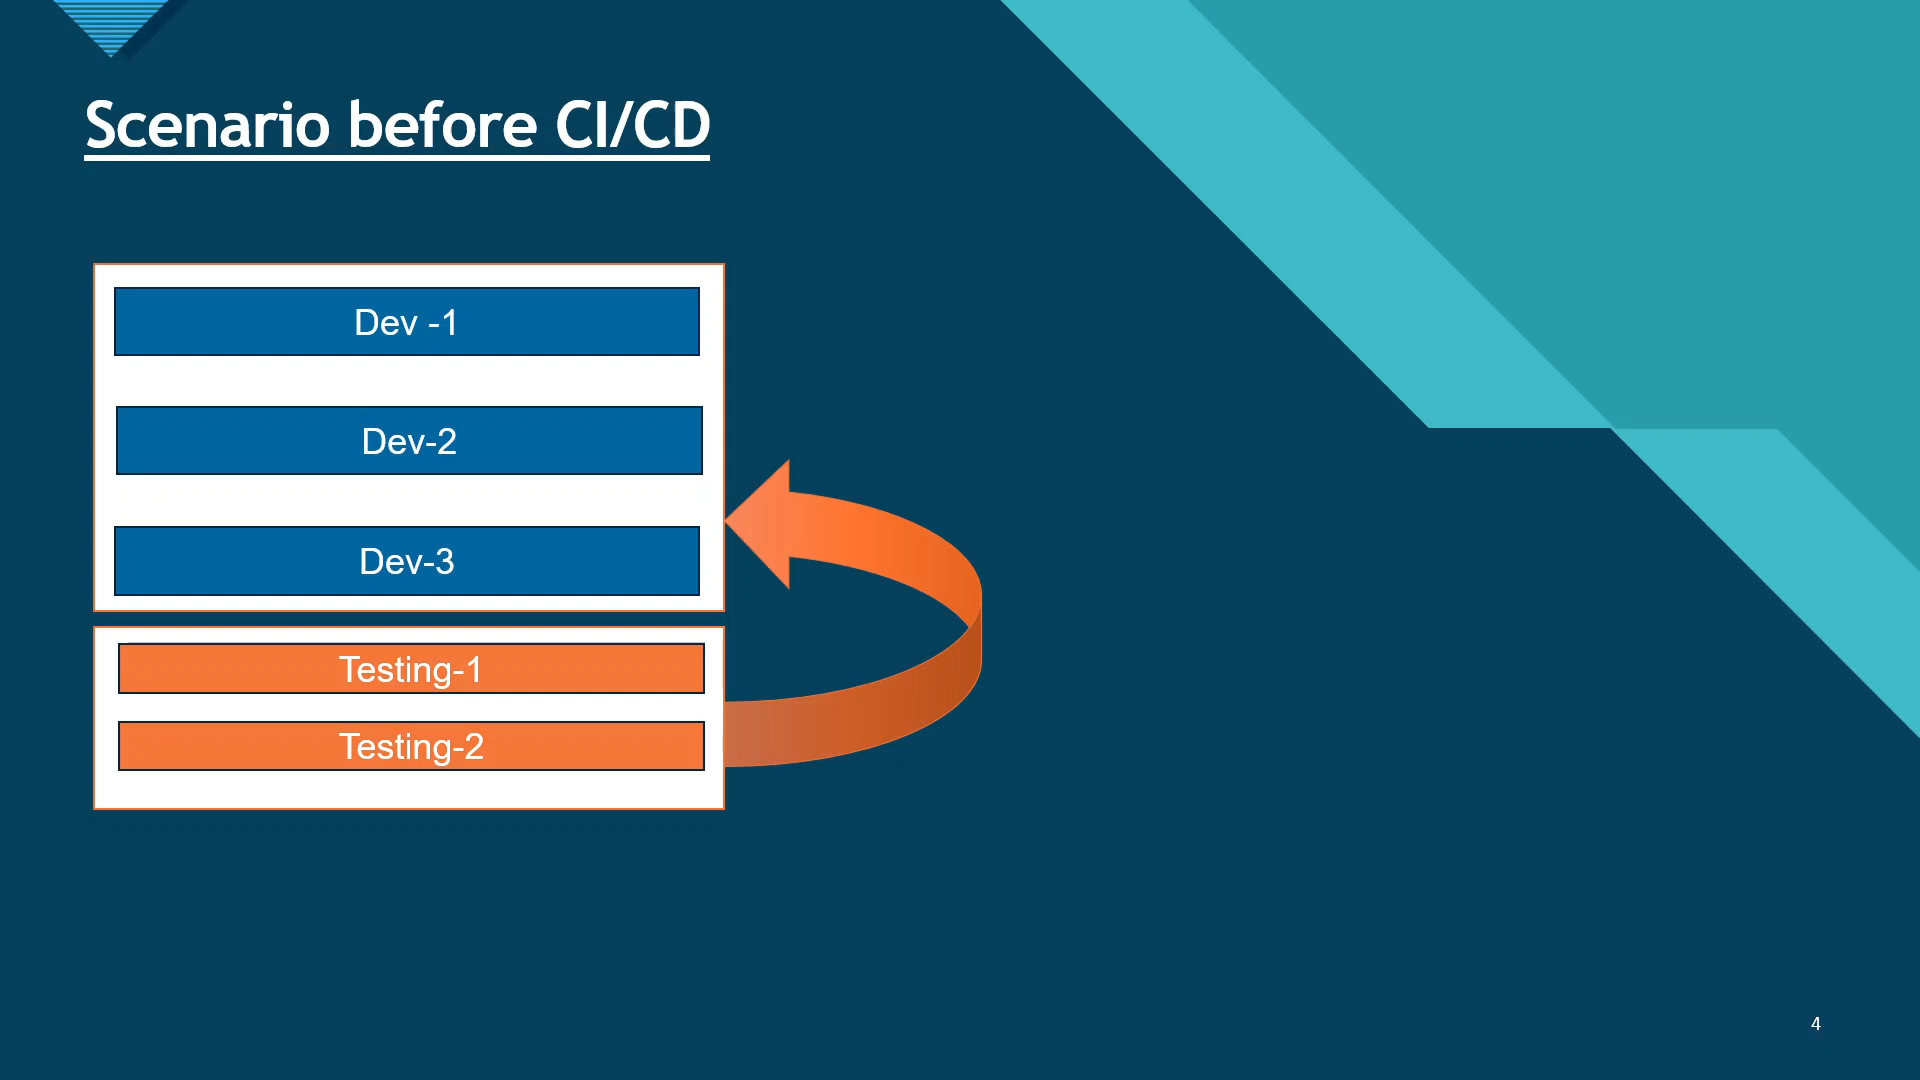 Scenario before CI/CD
Dev -1
Dev-2
Dev-3
Testing-1
Testing-2
4